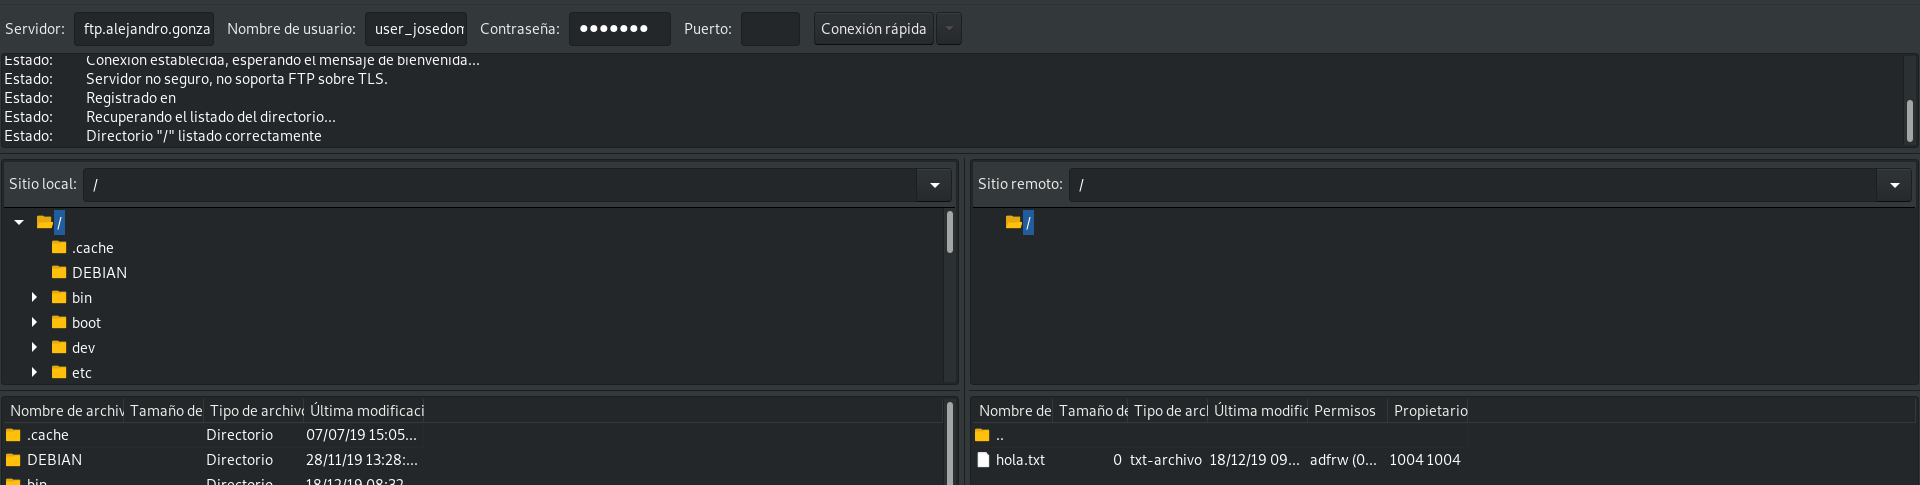 Servidor: ftp.alejandro.gonza Nombre de usuario: user_josedom Contraseña: ●●●●●●● Puerto: Conexión rápida
Estado: Conexión establecida, esperando el mensaje de bienvenida...
Estado: Servidor no seguro, no soporta FTP sobre TLS.
Estado: Registrado en
Estado: Recuperando el listado del directorio...
Estado: Directorio "/" listado correctamente
Sitio local: /
/
.cache
DEBIAN
bin
boot
dev
etc
Nombre de archiv Tamaño de Tipo de archivo Última modificaci
.cache Directorio 07/07/19 15:05...
DEBIAN Directorio 28/11/19 13:28:...
bin Directorio 18/12/19 08:32
Sitio remoto: /
/
Nombre de Tamaño de Tipo de arcl Última modific Permisos Propietario
..
hola.txt 0 txt-archivo 18/12/19 09... adfrw (0... 1004 1004